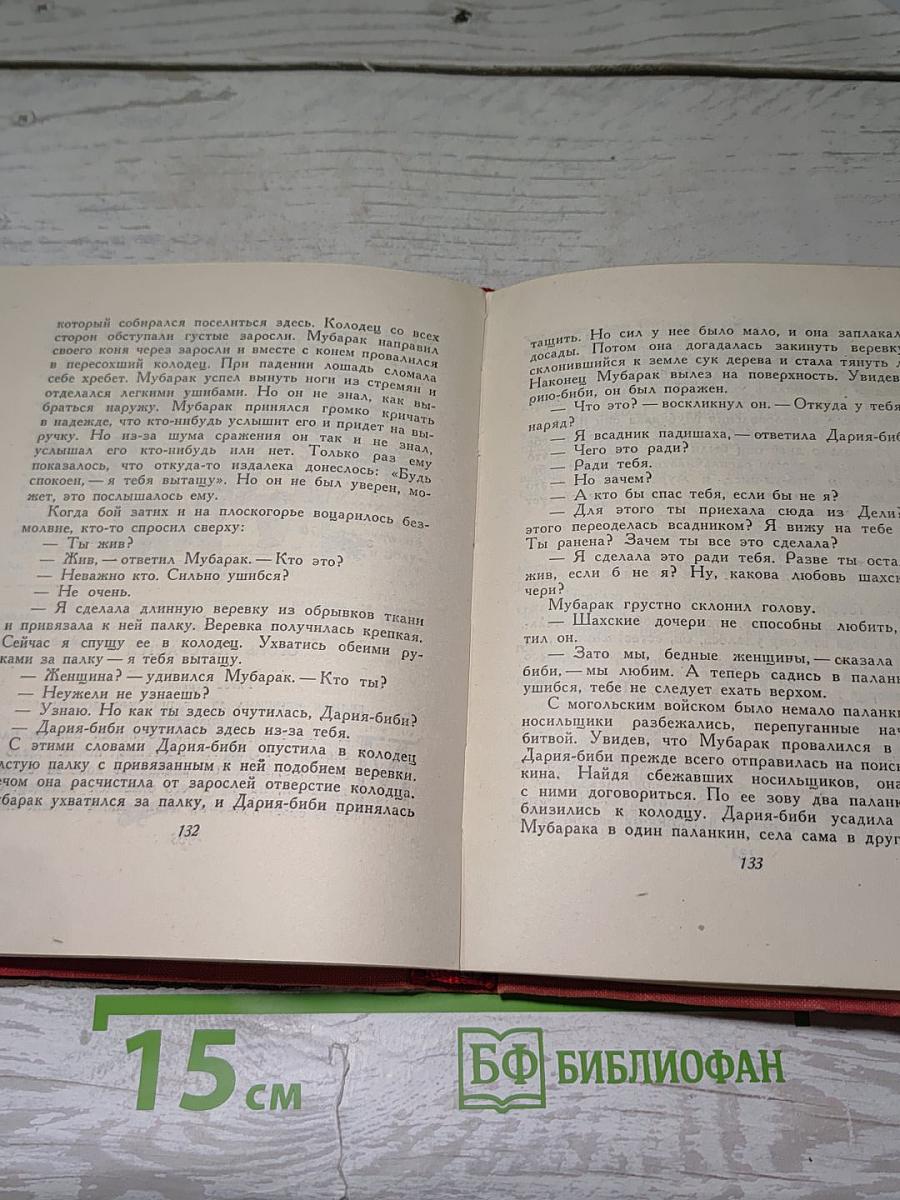 который собирался поселиться здесь. Колодец со всех
сторон обступали густые заросли. Мубарак направил
своего коня через заросли и вместе с конем провалился
в пересохший колодец. При падении лошадь сломала
себе хребет. Мубарак успел вынуть ноги из стремян и
отделался легкими ушибами. Но он не знал, как вы-
браться наружу. Мубарак принялся громко кричать
в надежде, что кто-нибудь услышит его и придет на вы-
ручку. Но из-за шума сражения он так и не знал,
услышал его кто-нибудь или нет. Только раз ему
показалось, что откуда-то издалека донеслось: «Будь
спокоен, — я тебя вытащу». Но он не был уверен, мо-
жет, это послышалось ему.
Когда бой затих и на плоскогорье воцарилось без-
молвие, кто-то спросил сверху:
— Ты жив?
— Жив, — ответил Мубарак. — Кто это?
— Неважно кто. Сильно ушибся?
— Не очень.
— Я сделала длинную веревку из обрывков ткани
и привязала к ней палку. Веревка получилась крепкая.
Сейчас я спущу ее в колодец. Ухватись обеими ру-
ками за палку — я тебя вытащу.
— Женщина? — удивился Мубарак. — Кто ты?
— Неужели не узнаешь?
— Узнаю. Но как ты здесь очутилась, Дария-биби?
— Дария-биби очутилась здесь из-за тебя.
С этими словами Дария-биби опустила в колодец
лстую палку с привязанным к ней подобием веревки.
ечом она расчистила от зарослей отверстие колодца.
барак ухватился за палку, и Дария-биби принялась
132
тащить. Но сил у нее было мало, и она заплакал
досады. Потом она догадалась закинуть веревку
склонившийся к земле сук дерева и стала тянуть
Наконец Мубарак вылез на поверхность. Увидев
рию-биби, он был поражен.
— Что это? — воскликнул он. — Откуда у тебя
наряд?
— Я всадник падишаха, — ответила Дария-биб
— Чего это ради?
— Ради тебя.
— Но зачем?
— А кто бы спас тебя, если бы не я?
— Для этого ты приехала сюда из Дели?
этого переоделась всадником? Я вижу на тебе
Ты ранена? Зачем ты все это сделала?
— Я сделала это ради тебя. Разве ты оста
жив, если б не я? Ну, какова любовь шахс
чери?
Мубарак грустно склонил голову.
— Шахские дочери не способны любить,
тил он.
— Зато мы, бедные женщины, — сказала
биби, — мы любим. А теперь садись в паланк
ушибся, тебе не следует ехать верхом.
С могольским войском было немало паланк
носильщики разбежались, перепуганные нач
битвой. Увидев, что Мубарак провалился в
Дария-биби прежде всего отправилась на поис
кина. Найдя сбежавших носильщиков, она
с ними договориться. По ее зову два паланк
близились к колодцу. Дария-биби усадила
Мубарака в один паланкин, села сама в друг
133
15 см
БФ БИБЛИОФАН